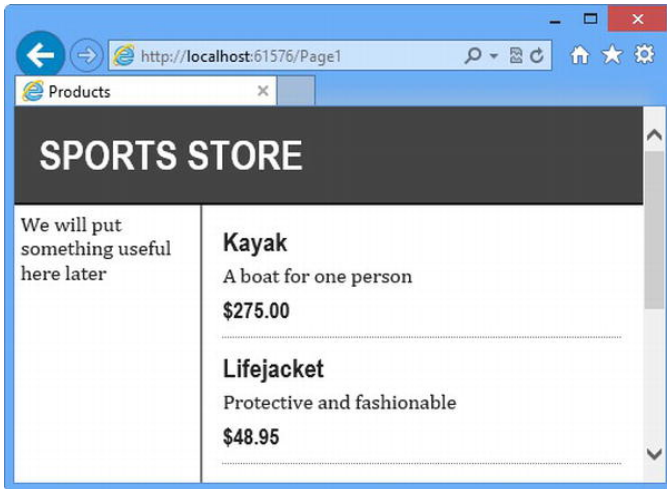 http://localhost:61576/Page1
Products
SPORTS STORE
We will put
something useful
here later
Kayak
A boat for one person
$275.00
Lifejacket
Protective and fashionable
$48.95